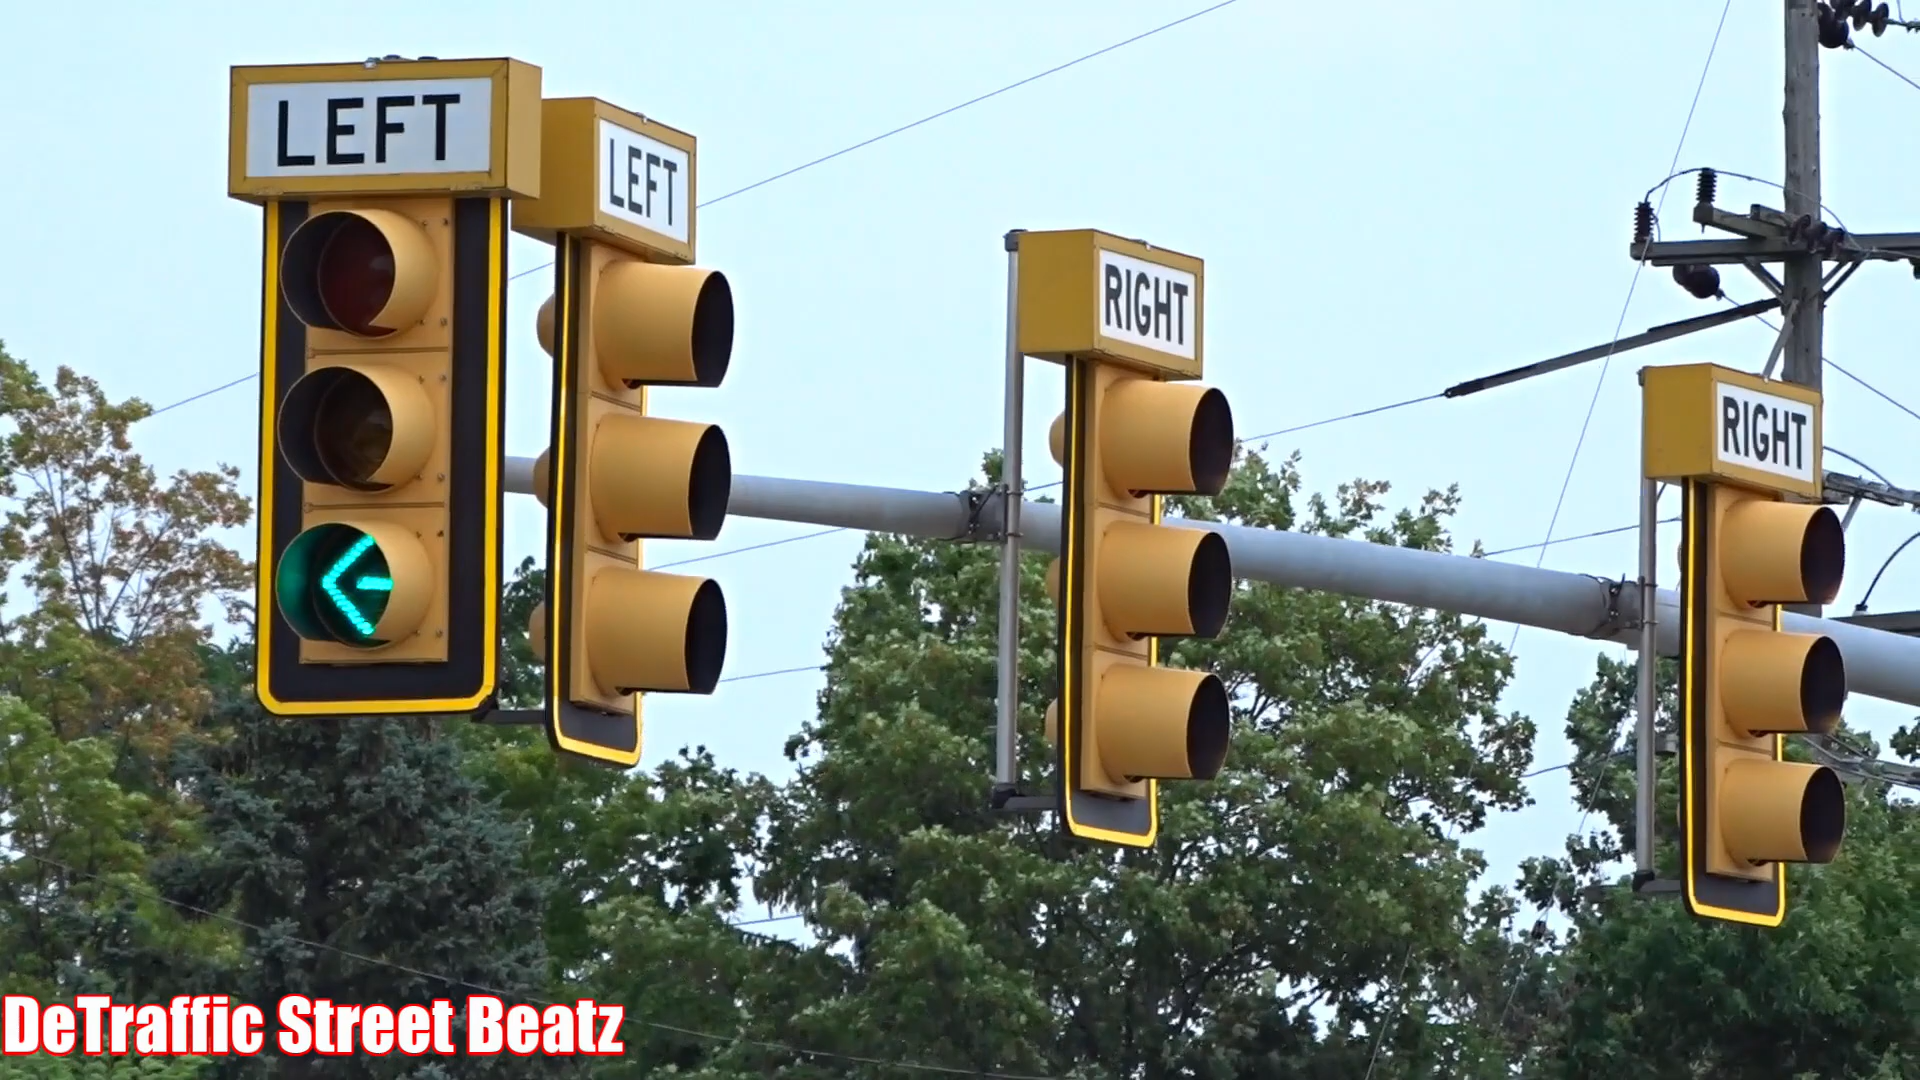 LEFT
LEFT
RIGHT
RIGHT
DeTraffic Street Beatz